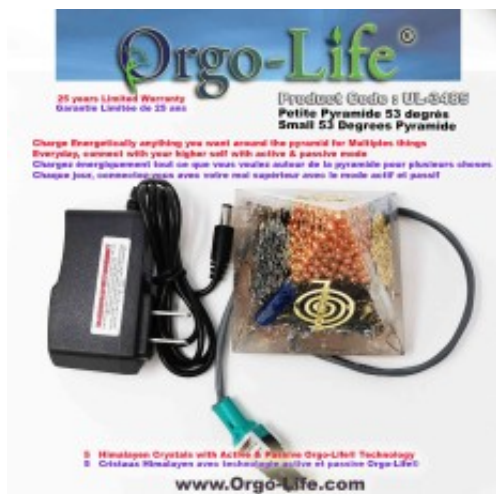 Orgo-Life®
25 years Limited Warranty
Garantie Limitée de 25 ans
Product Code : UL-3485
Petite Pyramide 53 degrés
Small 53 Degrees Pyramide
Charge Energetically anything you want around the pyramid for Multiples things
Everyday, connect with your higher self with active & passive mode
Chargez énergiquement tout ce que vous voulez autour de la pyramide pour plusieurs choses
Chaque jour, connectez-vous avec votre moi supérieur avec le mode actif et passif
5 Himalayen Crystals with Active & Passive Orgo-Life® Technology
5 Cristaux Himalayen avec technologie active et passive Orgo-Life®
www.Orgo-Life.com